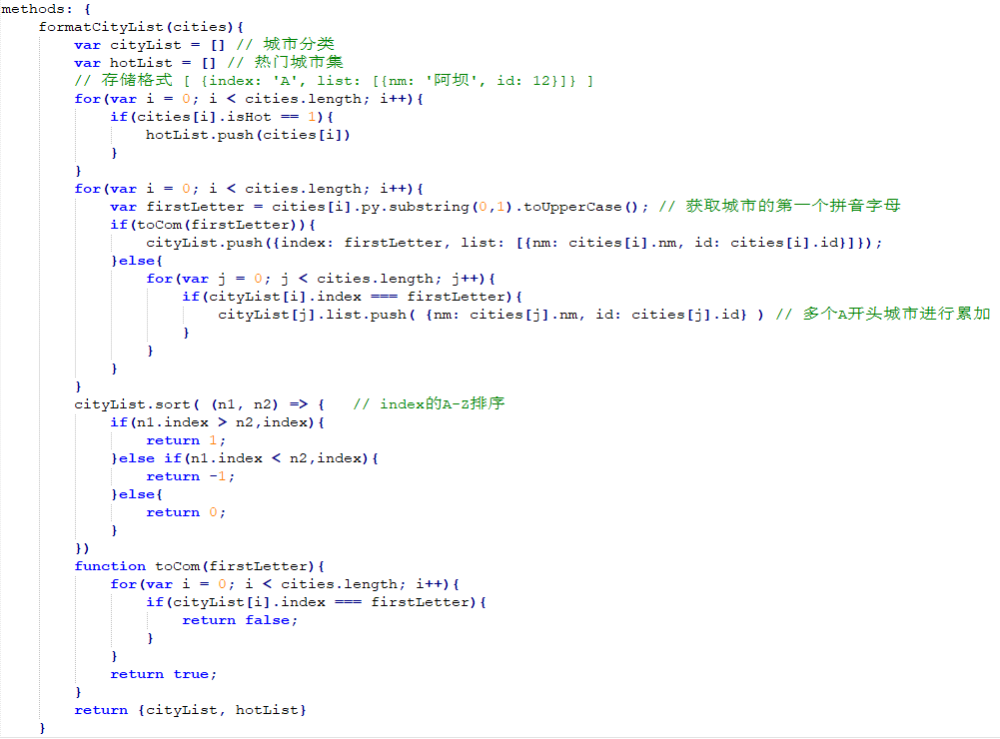 methods: {
formatCityList(cities){
var cityList = [] // 城市分类
var hotList = [] // 热门城市集
// 存储格式 [ {index: 'A', list: [{nm: '阿坝', id: 12}]} ]
for(var i = 0; i < cities.length; i++){
if(cities[i].isHot == 1){
hotList.push(cities[i])
}
}
for(var i = 0; i < cities.length; i++){
var firstLetter = cities[i].py.substring(0,1).toUpperCase(); // 获取城市的第一个拼音字母
if(toCom(firstLetter)){
cityList.push({index: firstLetter, list: [{nm: cities[i].nm, id: cities[i].id}]});
}else{
for(var j = 0; j < cities.length; j++){
if(cityList[i].index === firstLetter){
cityList[j].list.push( {nm: cities[j].nm, id: cities[j].id} ) // 多个A开头城市进行累加
}
}
}
}
cityList.sort( (n1, n2) => { // index的A-Z排序
if(n1.index > n2,index){
return 1;
}else if(n1.index < n2,index){
return -1;
}else{
return 0;
}
})
function toCom(firstLetter){
for(var i = 0; i < cities.length; i++){
if(cityList[i].index === firstLetter){
return false;
}
}
return true;
}
return {cityList, hotList}
}